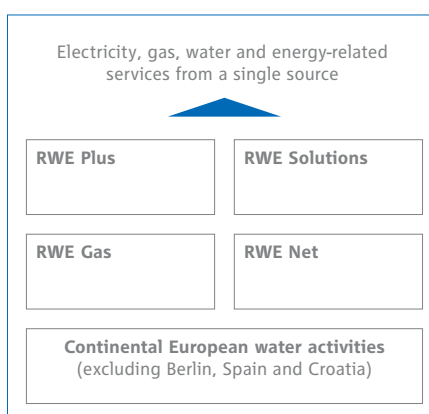 Electricity, gas, water and energy-related
services from a single source
RWE Plus
RWE Solutions
RWE Gas
RWE Net
Continental European water activities
(excluding Berlin, Spain and Croatia)